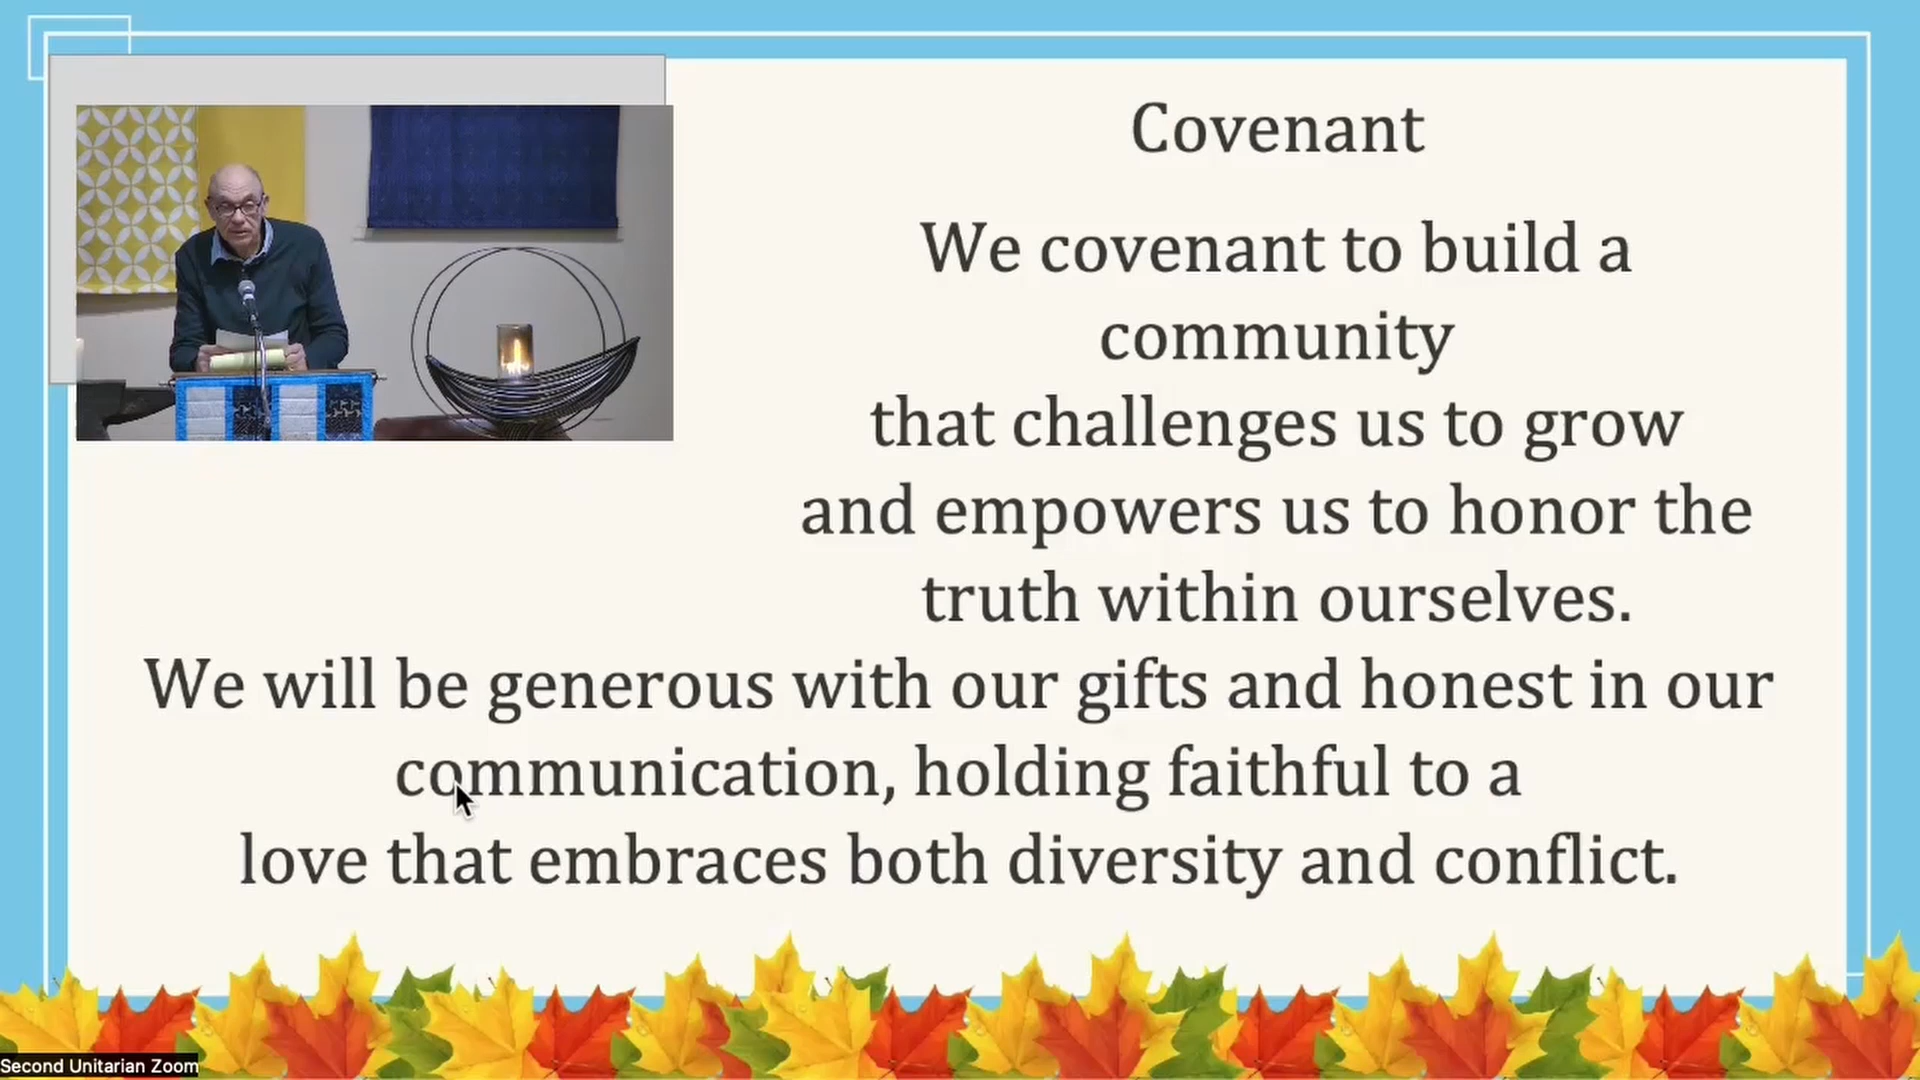 Covenant
We covenant to build a
community
that challenges us to grow
and empowers us to honor the
truth within ourselves.
We will be generous with our gifts and honest in our
communication, holding faithful to a
love that embraces both diversity and conflict.
Second Unitarian Zoom